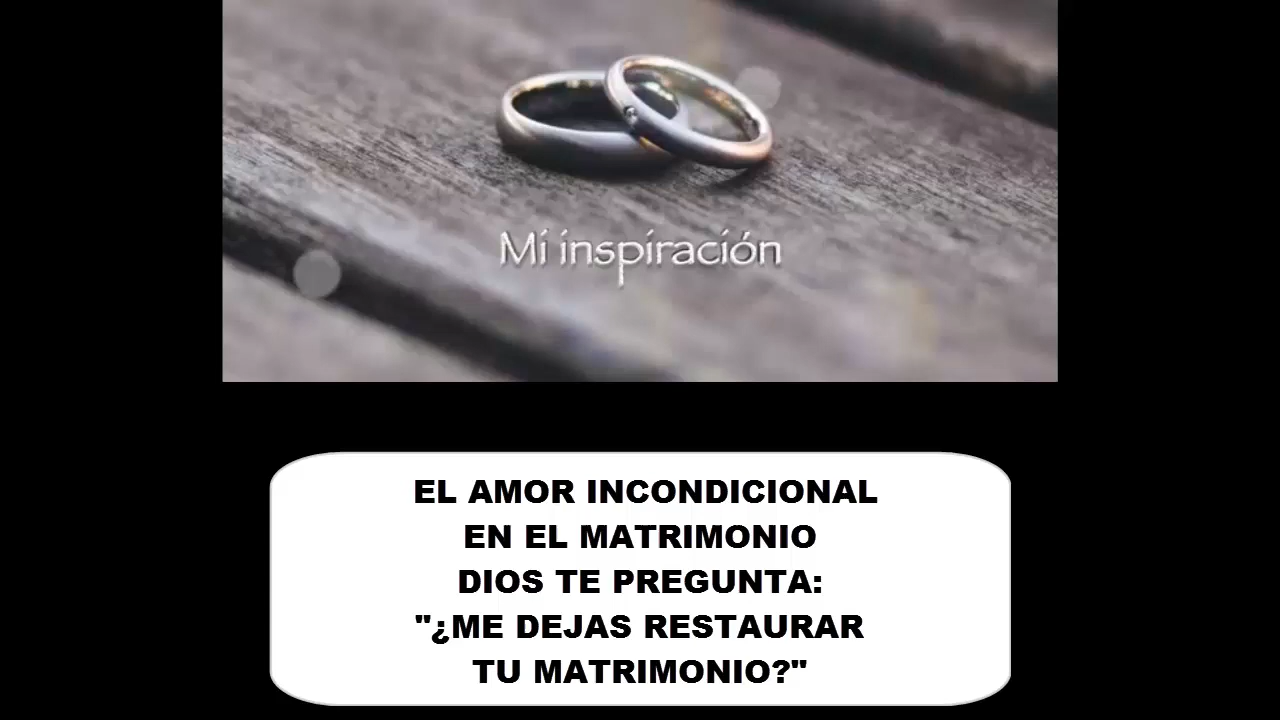 Mi inspiración
EL AMOR INCONDICIONAL
EN EL MATRIMONIO
DIOS TE PREGUNTA:
"¿ME DEJAS RESTAURAR
TU MATRIMONIO?"